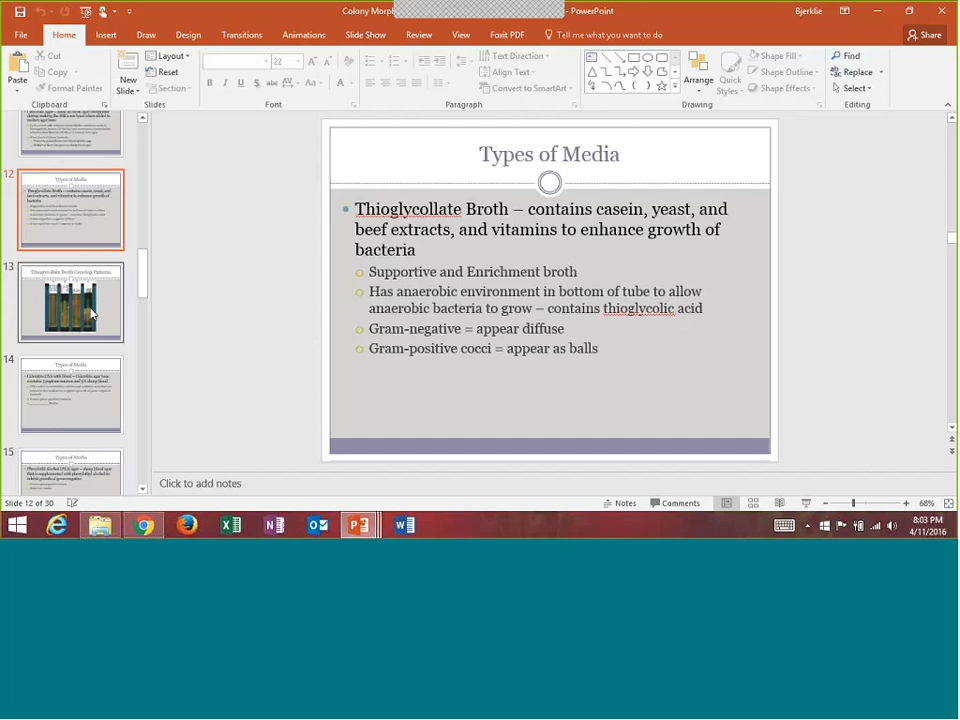 Colony Morph
- PowerPoint
Bjerklie
File Home Insert Draw Design Transitions Animations Slide Show Review View Foxit PDF Tell me what you want to do Share
Paste
Cut
Copy
Format Painter
Clipboard
New
Slide
Layout
Reset
Section
Slides
22
B I U S abc AV Aa A
Font
Text Direction
Align Text
Convert to SmartArt
Paragraph
Arrange
Quick
Styles
Shape Fill
Shape Outline
Shape Effects
Drawing
Find
Replace
Select
Editing
12
Types of Media
13
Thioglycollate Broth Growing Patterns
14
Types of Media
15
Types of Media
Types of Media
Thioglycollate Broth – contains casein, yeast, and
beef extracts, and vitamins to enhance growth of
bacteria
Supportive and Enrichment broth
Has anaerobic environment in bottom of tube to allow
anaerobic bacteria to grow – contains thioglycolic acid
Gram-negative = appear diffuse
Gram-positive cocci = appear as balls
Click to add notes
Slide 12 of 30
Notes
Comments
68%
8:03 PM
4/11/2016